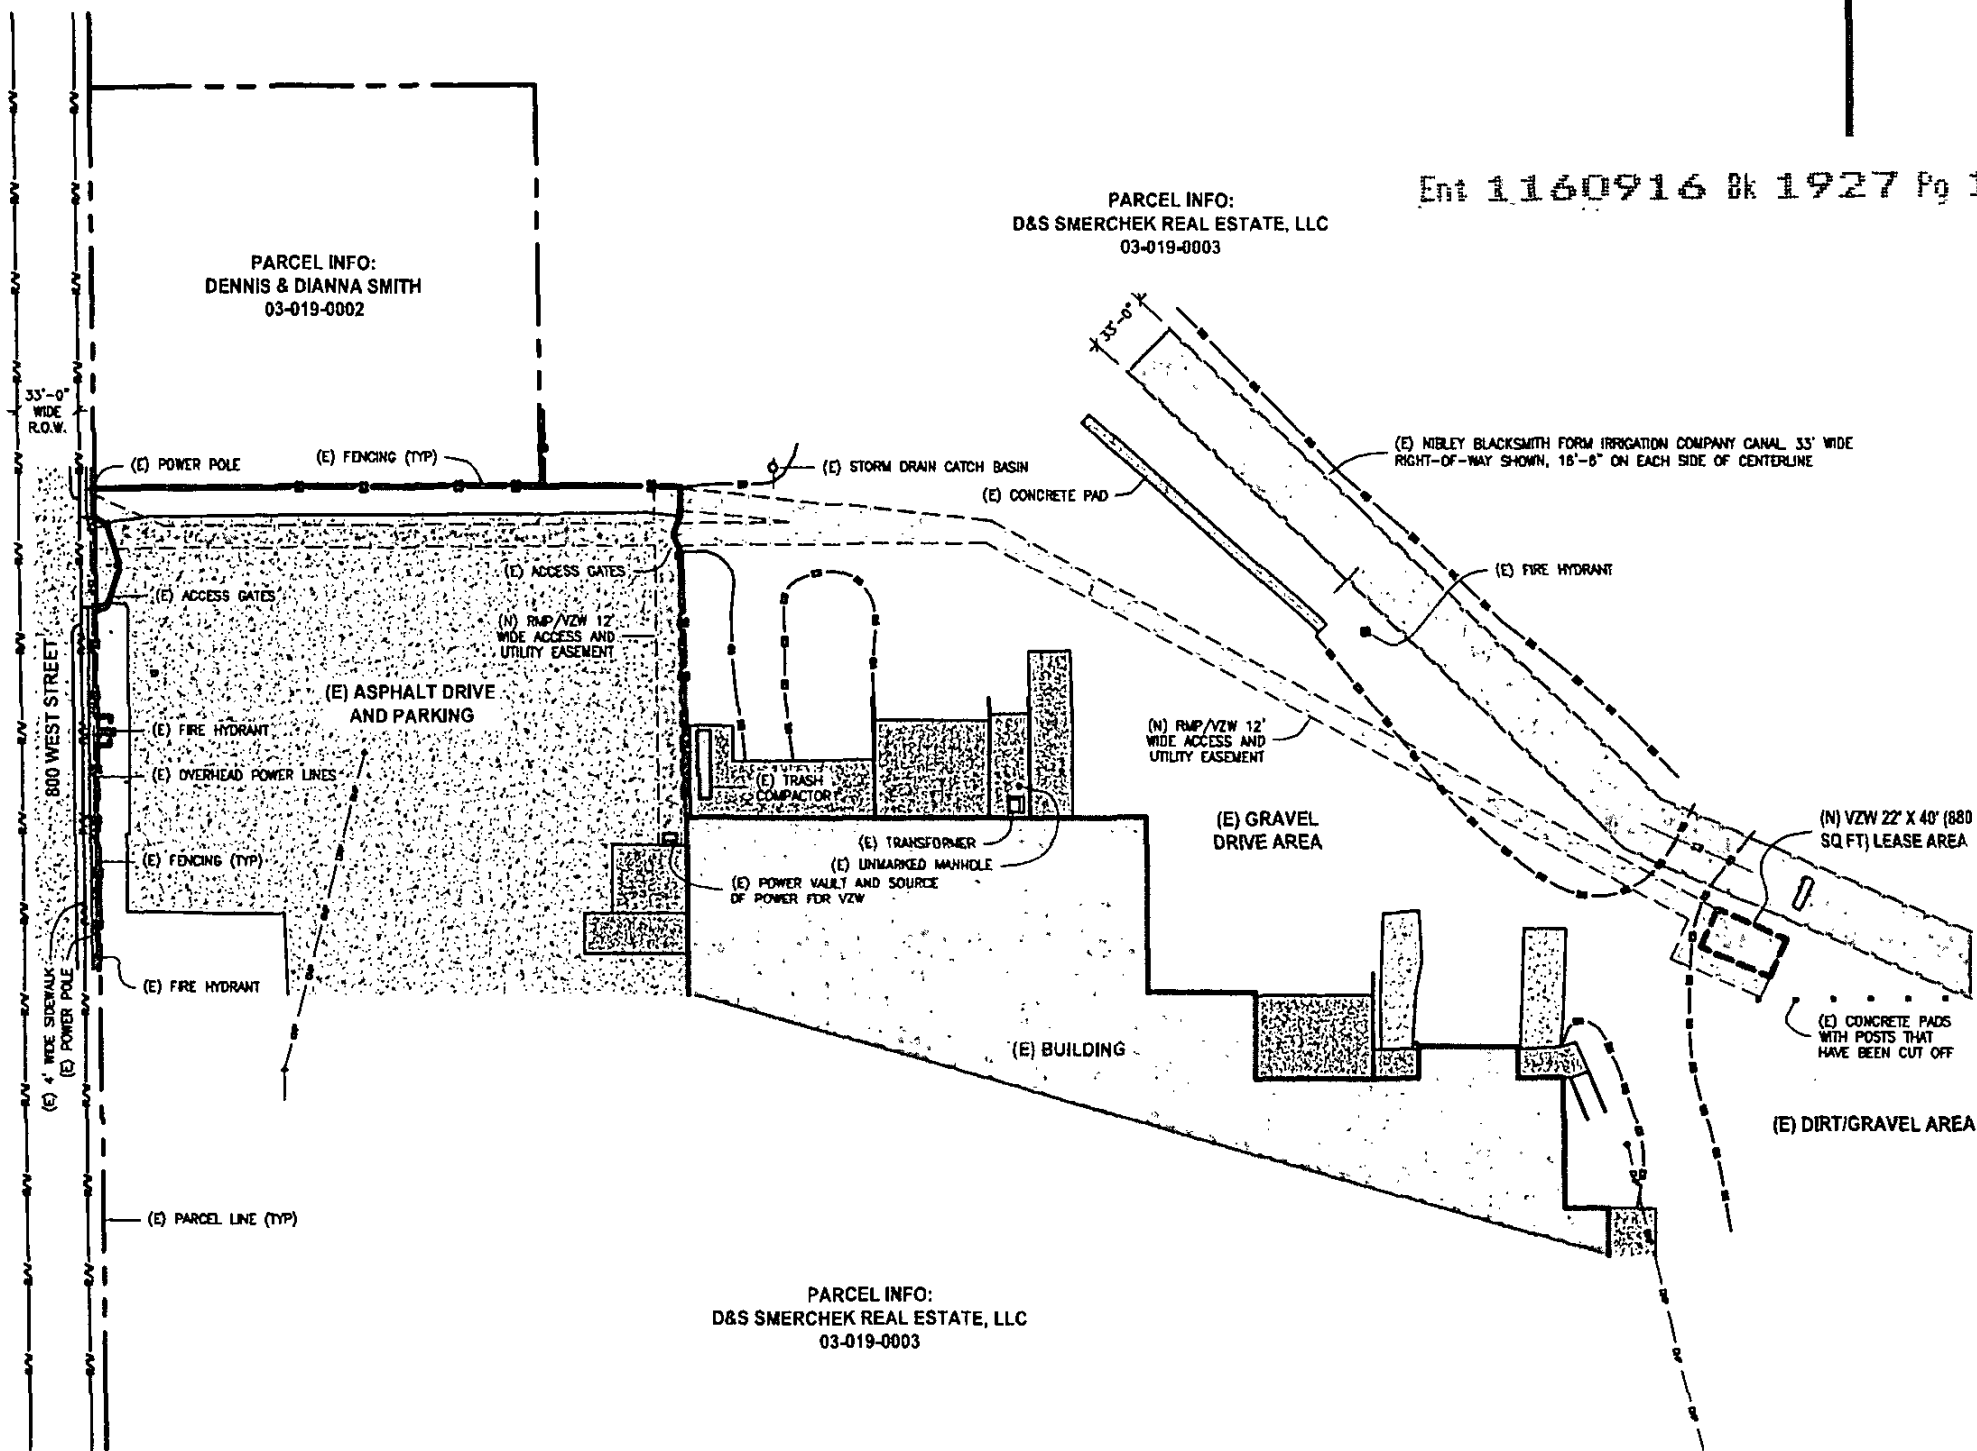 Ent 1160916 Bk 1927 Pg
PARCEL INFO:
D&S SMERCHEK REAL ESTATE, LLC
03-019-0003
PARCEL INFO:
DENNIS & DIANNA SMITH
03-019-0002
33'-0"
33'-0"
WIDE
R.O.W.
(E) POWER POLE
(E) FENCING (TYP)
(E) STORM DRAIN CATCH BASIN
(E) CONCRETE PAD
(E) NIBLEY BLACKSMITH FORM IRRIGATION COMPANY CANAL 33' WIDE
RIGHT-OF-WAY SHOWN, 16'-6" ON EACH SIDE OF CENTERLINE
(E) ACCESS GATES
(E) FIRE HYDRANT
(E) ACCESS GATES
(N) RMP/VZW 12'
WIDE ACCESS AND
UTILITY EASEMENT
800 WEST STREET
(E) ASPHALT DRIVE
AND PARKING
(E) FIRE HYDRANT
(E) OVERHEAD POWER LINES
(N) RMP/VZW 12'
WIDE ACCESS AND
UTILITY EASEMENT
(E) TRASH
COMPACTOR
(E) GRAVEL
DRIVE AREA
(N) VZW 22' X 40' (880
SQ FT) LEASE AREA
(E) TRANSFORMER
(E) UNMARKED MANHOLE
(E) FENCING (TYP)
(E) POWER VAULT AND SOURCE
OF POWER FOR VZW
(E) FIRE HYDRANT
(E) 4' WIDE SIDEWALK
(E) POWER POLE
(E) BUILDING
(E) CONCRETE PADS
WITH POSTS THAT
HAVE BEEN CUT OFF
(E) DIRT/GRAVEL AREA
(E) PARCEL LINE (TYP)
PARCEL INFO:
D&S SMERCHEK REAL ESTATE, LLC
03-019-0003